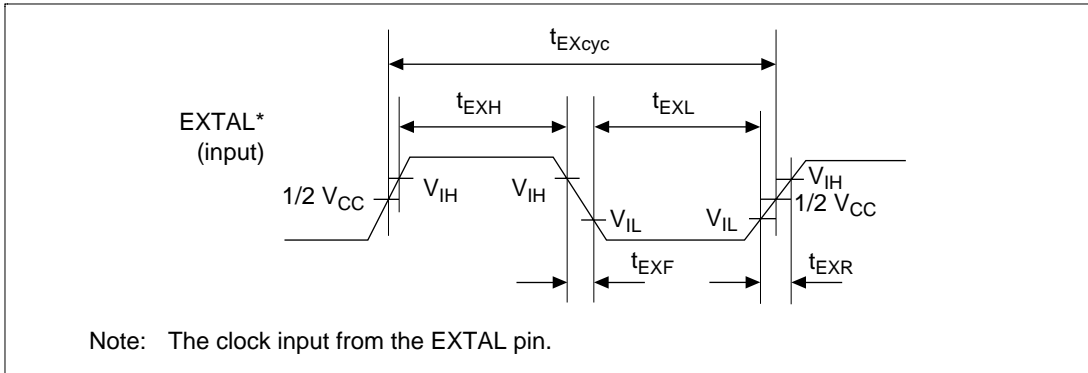 tEXcyc
tEXH
tEXL
EXTAL*
(input)
1/2 VCC
VIH
VIH
VIL
VIL
VIH
1/2 VCC
tEXF
tEXR
Note: The clock input from the EXTAL pin.